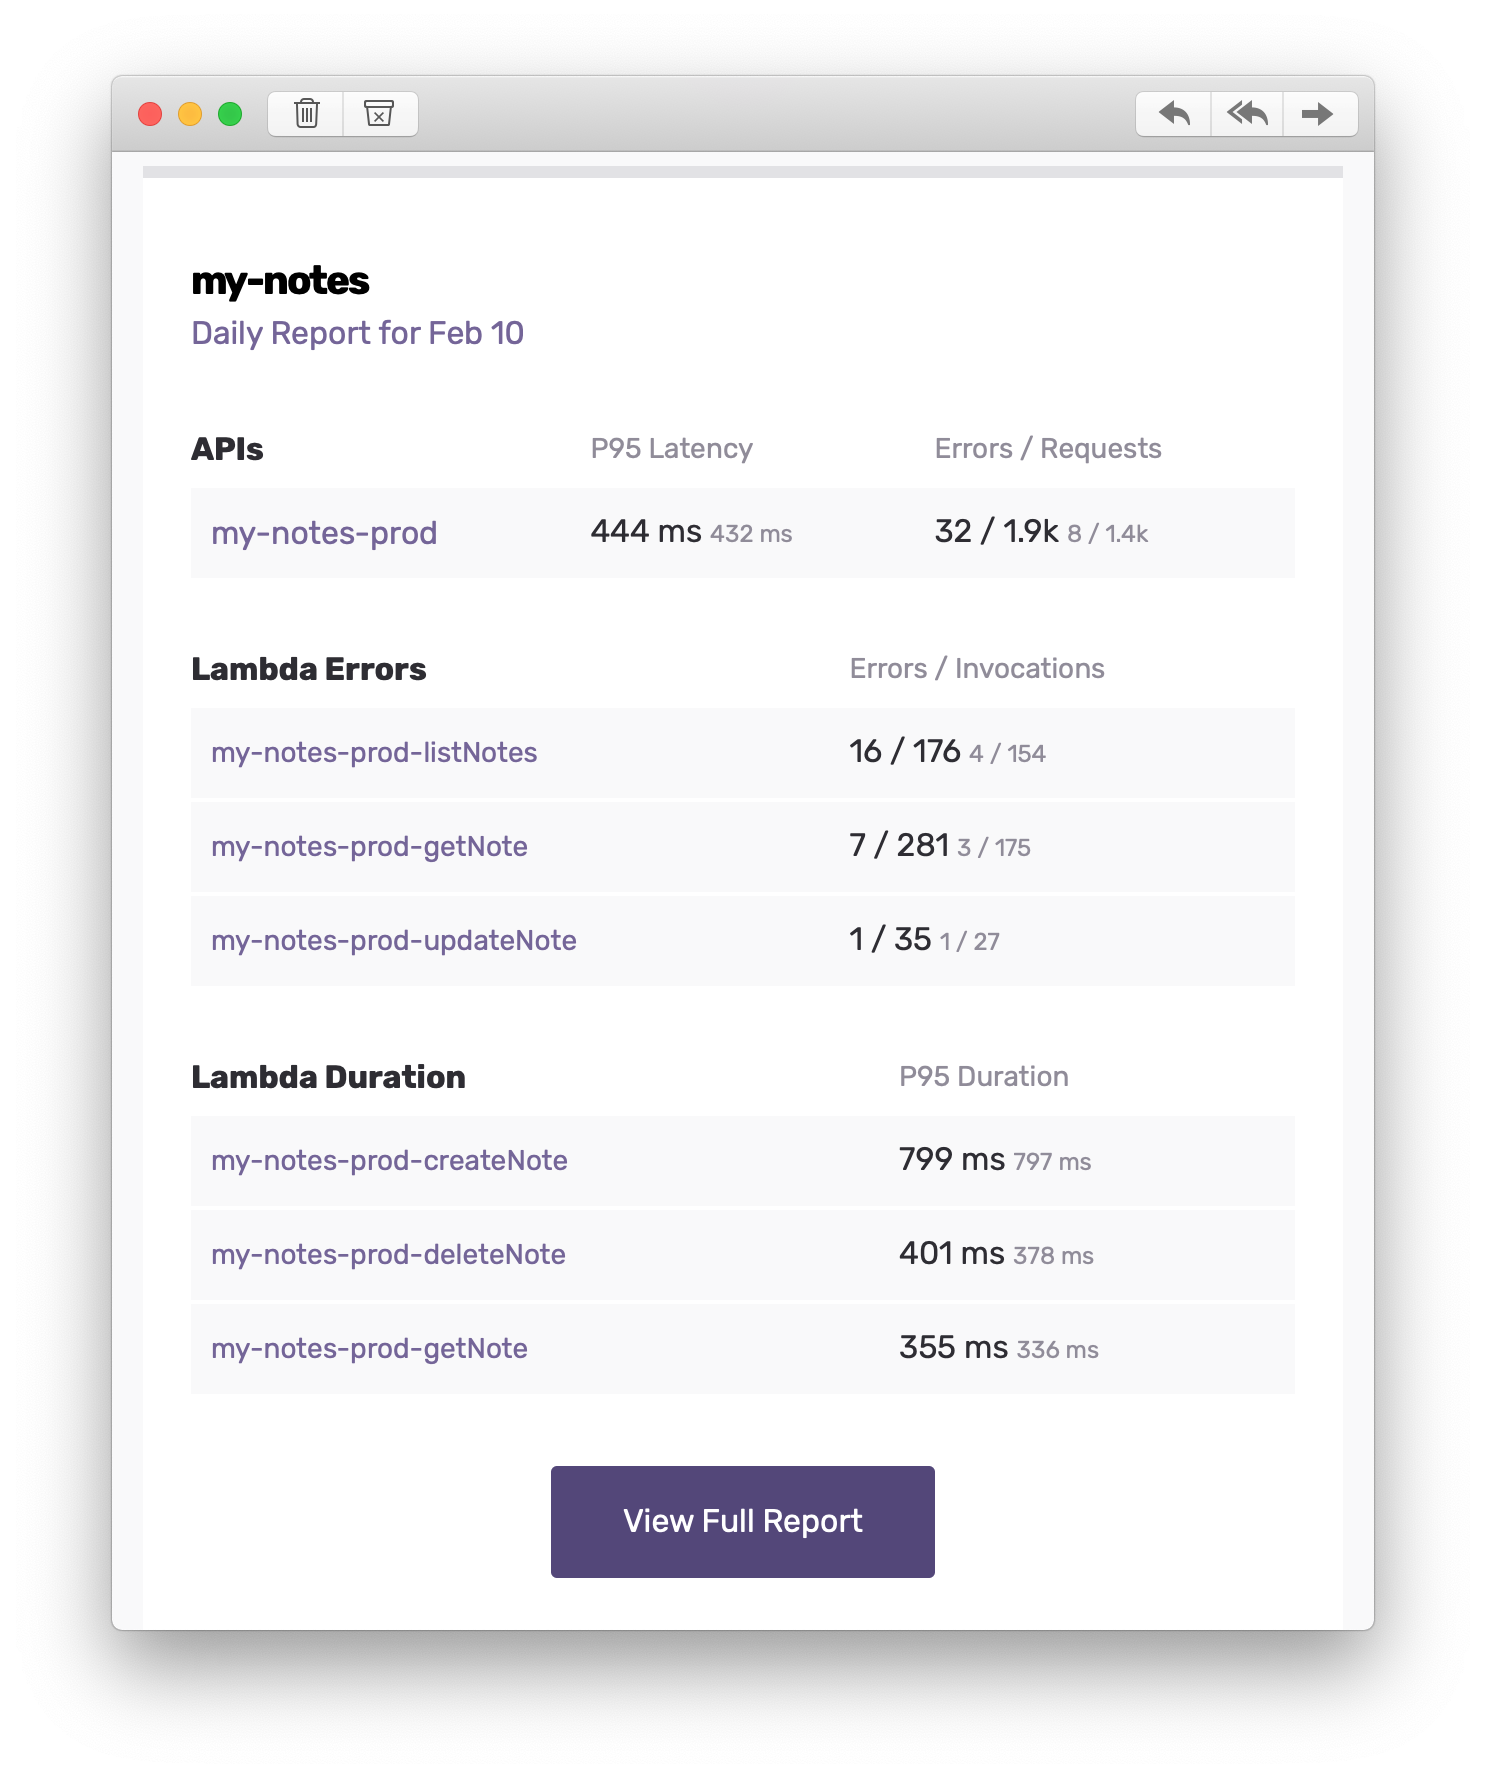 my-notes
Daily Report for Feb 10
APIs P95 Latency Errors / Requests
my-notes-prod 444 ms 432 ms 32 / 1.9k 8 / 1.4k
Lambda Errors Errors / Invocations
my-notes-prod-listNotes 16 / 176 4 / 154
my-notes-prod-getNote 7 / 281 3 / 175
my-notes-prod-updateNote 1 / 35 1 / 27
Lambda Duration P95 Duration
my-notes-prod-createNote 799 ms 797 ms
my-notes-prod-deleteNote 401 ms 378 ms
my-notes-prod-getNote 355 ms 336 ms
View Full Report